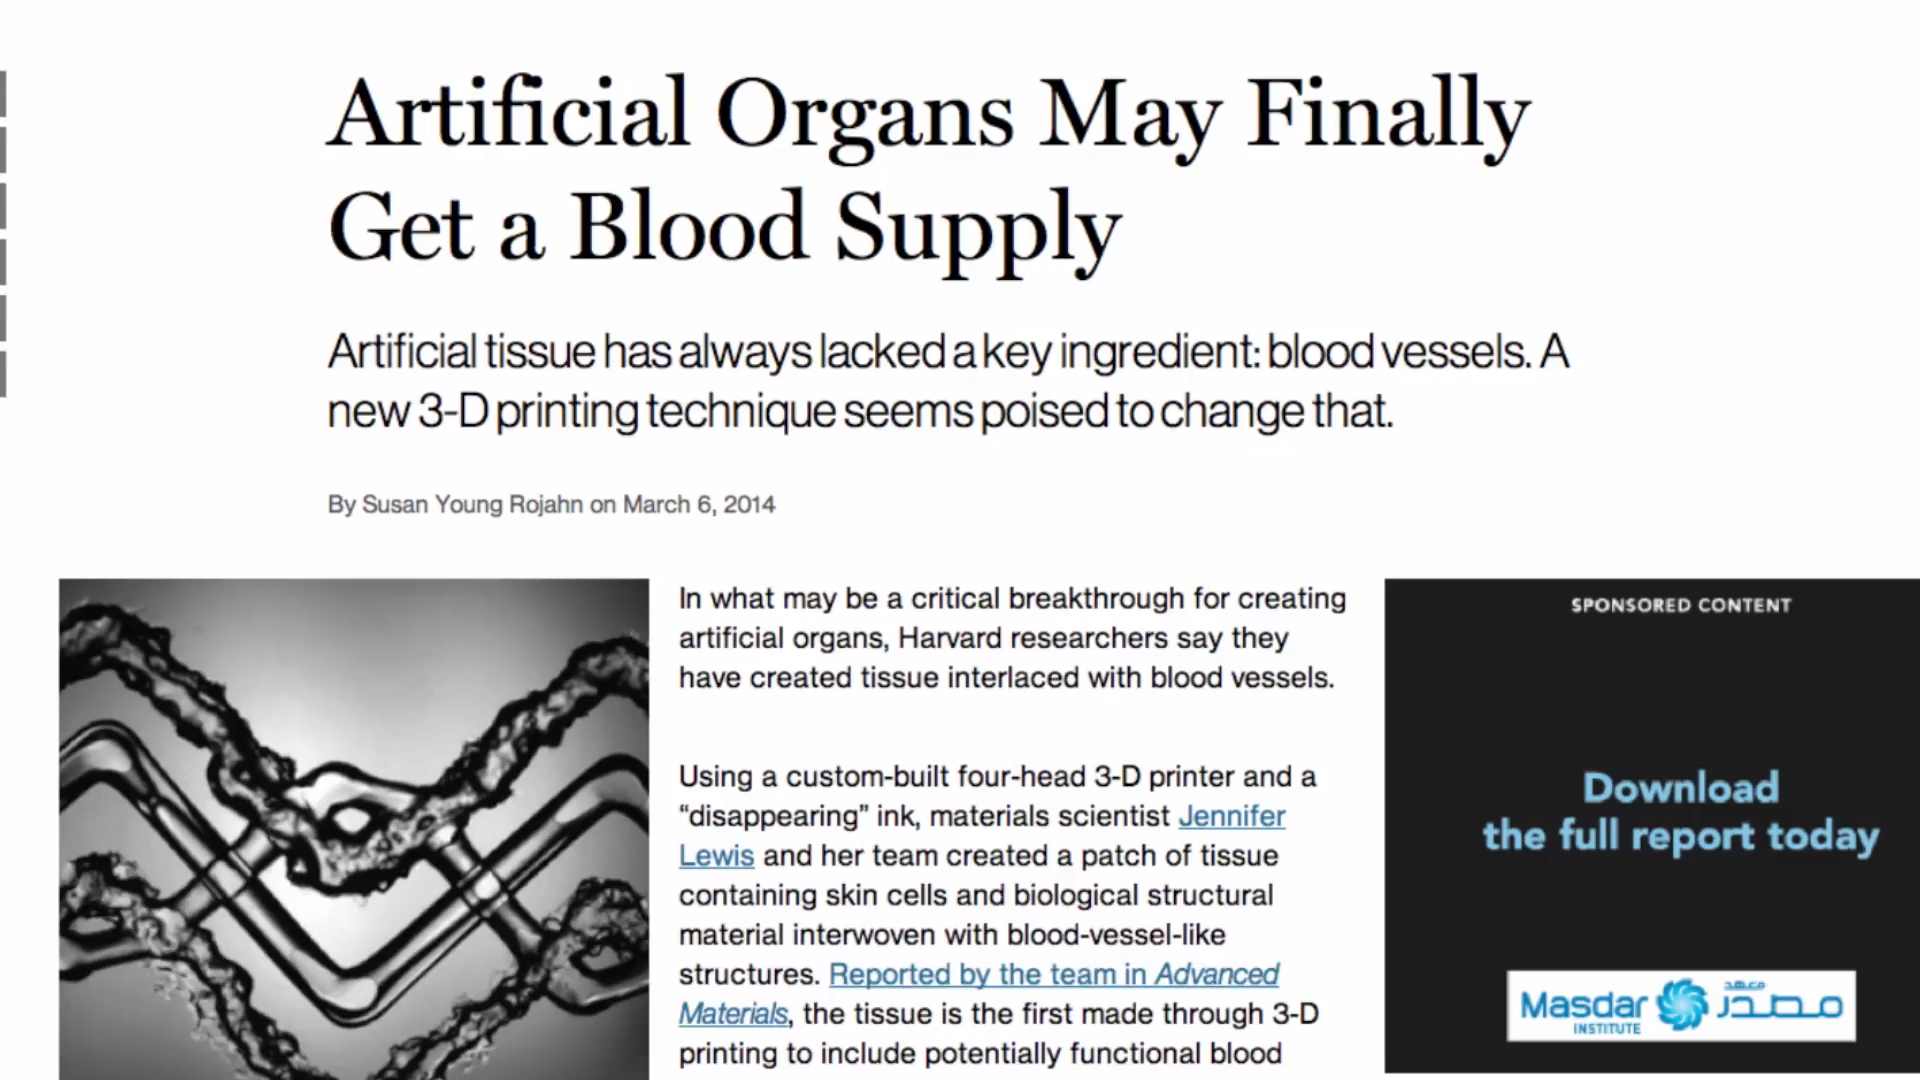 Artificial Organs May Finally
Get a Blood Supply
Artificial tissue has always lacked a key ingredient: blood vessels. A
new 3-D printing technique seems poised to change that.
By Susan Young Rojahn on March 6, 2014
In what may be a critical breakthrough for creating
artificial organs, Harvard researchers say they
have created tissue interlaced with blood vessels.
Using a custom-built four-head 3-D printer and a
“disappearing” ink, materials scientist Jennifer
Lewis and her team created a patch of tissue
containing skin cells and biological structural
material interwoven with blood-vessel-like
structures. Reported by the team in Advanced
Materials, the tissue is the first made through 3-D
printing to include potentially functional blood
SPONSORED CONTENT
Download
the full report today
Masdar
INSTITUTE
معهد
مصدر